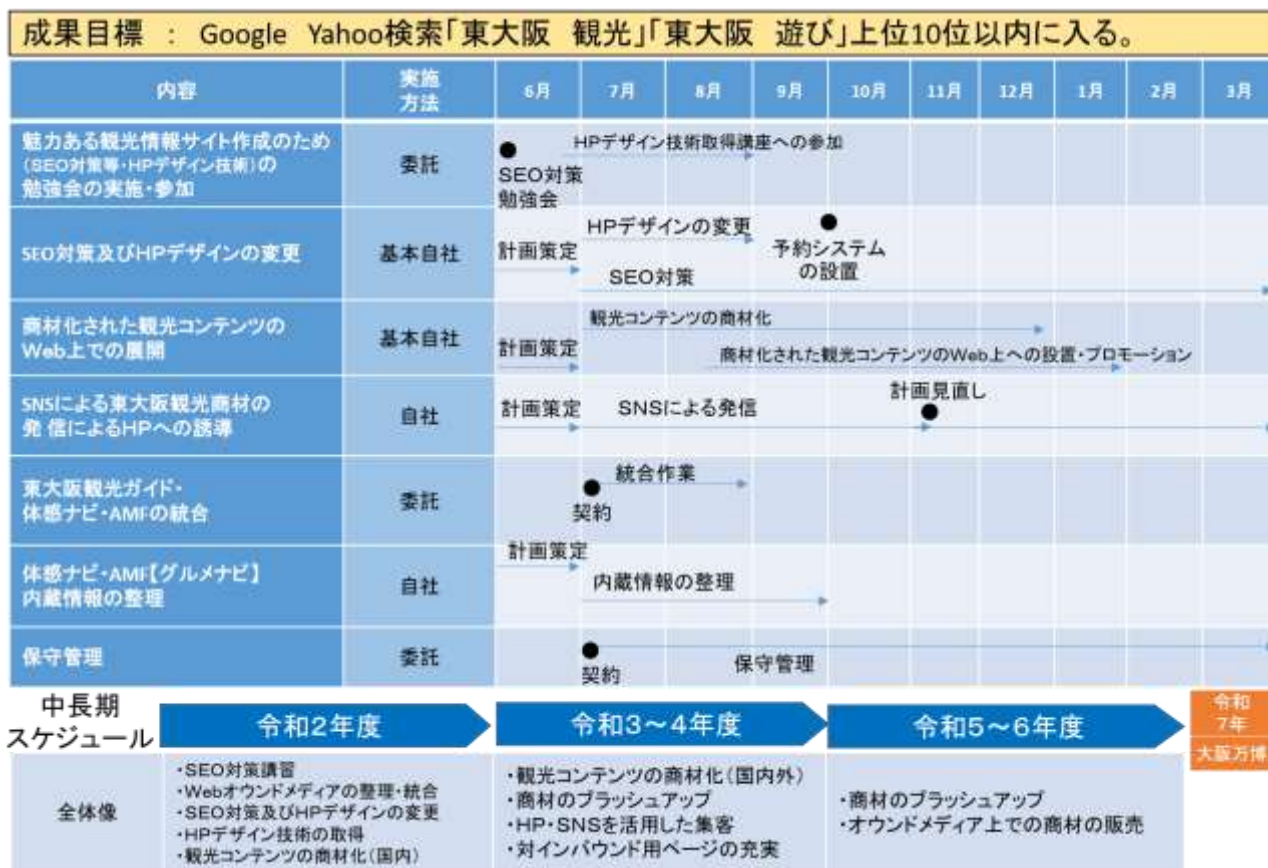 成果目標 : Google Yahoo検索「東大阪 観光」「東大阪 遊び」上位10位以内に入る。
内容
実施
方法
6月 7月 8月 9月 10月 11月 12月 1月 2月 3月
魅力ある観光情報サイト作成のため
(SEO対策等・HPデザイン技術)の
勉強会の実施・参加
委託
SEO対策
勉強会
HPデザイン技術取得講座への参加
SEO対策及びHPデザインの変更
基本自社
計画策定
HPデザインの変更
SEO対策
予約システム
の設置
商材化された観光コンテンツの
Web上での展開
基本自社
計画策定
観光コンテンツの商材化
商材化された観光コンテンツのWeb上への設置・プロモーション
SNSによる東大阪観光商材の
発 信によるHPへの誘導
自社
計画策定
SNSによる発信
計画見直し
東大阪観光ガイド・
体感ナビ・AMFの統合
委託
契約
統合作業
体感ナビ・AMF【グルメナビ】
内蔵情報の整理
自社
計画策定
内蔵情報の整理
保守管理
委託
契約
保守管理
中長期
スケジュール
令和2年度
令和3～4年度
令和5～6年度
令和
7年
大阪万博
全体像
・SEO対策講習
・Webオウンドメディアの整理・統合
・SEO対策及びHPデザインの変更
・HPデザイン技術の取得
・観光コンテンツの商材化(国内)
・観光コンテンツの商材化(国内外)
・商材のブラッシュアップ
・HP・SNSを活用した集客
・対インバウンド用ページの充実
・商材のブラッシュアップ
・オウンドメディア上での商材の販売